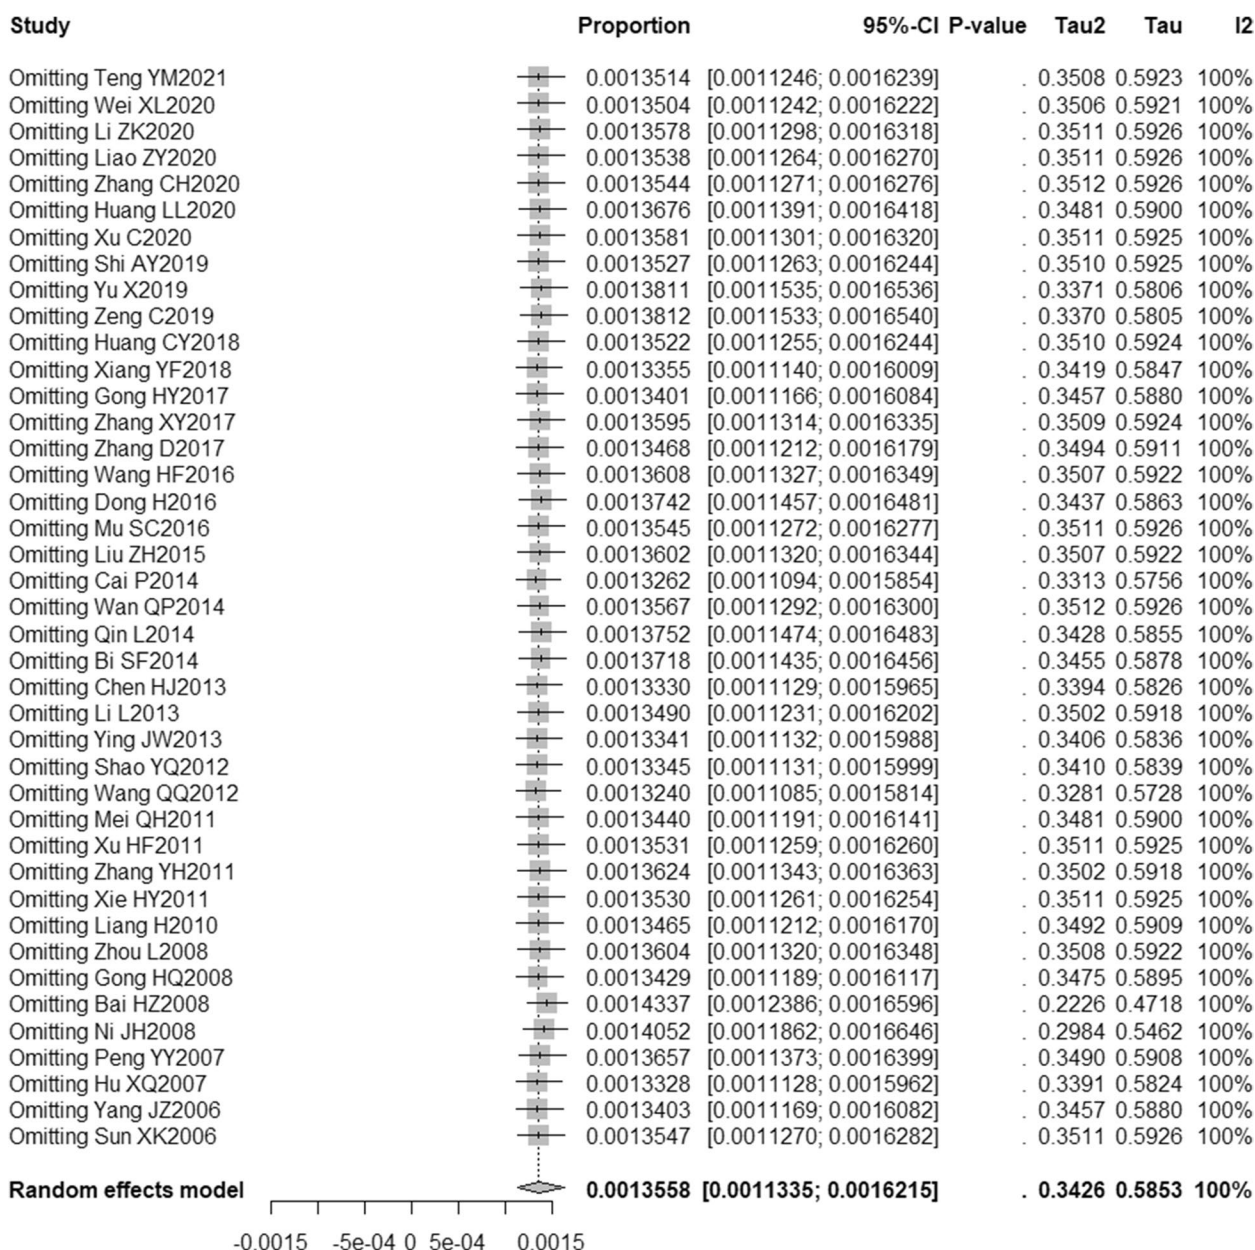 Study Proportion 95%-CI P-value Tau2 Tau I2
Omitting Teng YM2021 0.0013514 [0.0011246; 0.0016239] . 0.3508 0.5923 100%
Omitting Wei XL2020 0.0013504 [0.0011242; 0.0016222] . 0.3506 0.5921 100%
Omitting Li ZK2020 0.0013578 [0.0011298; 0.0016318] . 0.3511 0.5926 100%
Omitting Liao ZY2020 0.0013538 [0.0011264; 0.0016270] . 0.3511 0.5926 100%
Omitting Zhang CH2020 0.0013544 [0.0011271; 0.0016276] . 0.3512 0.5926 100%
Omitting Huang LL2020 0.0013676 [0.0011391; 0.0016418] . 0.3481 0.5900 100%
Omitting Xu C2020 0.0013581 [0.0011301; 0.0016320] . 0.3511 0.5925 100%
Omitting Shi AY2019 0.0013527 [0.0011263; 0.0016244] . 0.3510 0.5925 100%
Omitting Yu X2019 0.0013811 [0.0011535; 0.0016536] . 0.3371 0.5806 100%
Omitting Zeng C2019 0.0013812 [0.0011533; 0.0016540] . 0.3370 0.5805 100%
Omitting Huang CY2018 0.0013522 [0.0011255; 0.0016244] . 0.3510 0.5924 100%
Omitting Xiang YF2018 0.0013355 [0.0011140; 0.0016009] . 0.3419 0.5847 100%
Omitting Gong HY2017 0.0013401 [0.0011166; 0.0016084] . 0.3457 0.5880 100%
Omitting Zhang XY2017 0.0013595 [0.0011314; 0.0016335] . 0.3509 0.5924 100%
Omitting Zhang D2017 0.0013468 [0.0011212; 0.0016179] . 0.3494 0.5911 100%
Omitting Wang HF2016 0.0013608 [0.0011327; 0.0016349] . 0.3507 0.5922 100%
Omitting Dong H2016 0.0013742 [0.0011457; 0.0016481] . 0.3437 0.5863 100%
Omitting Mu SC2016 0.0013545 [0.0011272; 0.0016277] . 0.3511 0.5926 100%
Omitting Liu ZH2015 0.0013602 [0.0011320; 0.0016344] . 0.3507 0.5922 100%
Omitting Cai P2014 0.0013262 [0.0011094; 0.0015854] . 0.3313 0.5756 100%
Omitting Wan QP2014 0.0013567 [0.0011292; 0.0016300] . 0.3512 0.5926 100%
Omitting Qin L2014 0.0013752 [0.0011474; 0.0016483] . 0.3428 0.5855 100%
Omitting Bi SF2014 0.0013718 [0.0011435; 0.0016456] . 0.3455 0.5878 100%
Omitting Chen HJ2013 0.0013330 [0.0011129; 0.0015965] . 0.3394 0.5826 100%
Omitting Li L2013 0.0013490 [0.0011231; 0.0016202] . 0.3502 0.5918 100%
Omitting Ying JW2013 0.0013341 [0.0011132; 0.0015988] . 0.3406 0.5836 100%
Omitting Shao YQ2012 0.0013345 [0.0011131; 0.0015999] . 0.3410 0.5839 100%
Omitting Wang QQ2012 0.0013240 [0.0011085; 0.0015814] . 0.3281 0.5728 100%
Omitting Mei QH2011 0.0013440 [0.0011191; 0.0016141] . 0.3481 0.5900 100%
Omitting Xu HF2011 0.0013531 [0.0011259; 0.0016260] . 0.3511 0.5925 100%
Omitting Zhang YH2011 0.0013624 [0.0011343; 0.0016363] . 0.3502 0.5918 100%
Omitting Xie HY2011 0.0013530 [0.0011261; 0.0016254] . 0.3511 0.5925 100%
Omitting Liang H2010 0.0013465 [0.0011212; 0.0016170] . 0.3492 0.5909 100%
Omitting Zhou L2008 0.0013604 [0.0011320; 0.0016348] . 0.3508 0.5922 100%
Omitting Gong HQ2008 0.0013429 [0.0011189; 0.0016117] . 0.3475 0.5895 100%
Omitting Bai HZ2008 0.0014337 [0.0012386; 0.0016596] . 0.2226 0.4718 100%
Omitting Ni JH2008 0.0014052 [0.0011862; 0.0016646] . 0.2984 0.5462 100%
Omitting Peng YY2007 0.0013657 [0.0011373; 0.0016399] . 0.3490 0.5908 100%
Omitting Hu XQ2007 0.0013328 [0.0011128; 0.0015962] . 0.3391 0.5824 100%
Omitting Yang JZ2006 0.0013403 [0.0011169; 0.0016082] . 0.3457 0.5880 100%
Omitting Sun XK2006 0.0013547 [0.0011270; 0.0016282] . 0.3511 0.5926 100%
Random effects model 0.0013558 [0.0011335; 0.0016215] . 0.3426 0.5853 100%
-0.0015 -5e-04 0 5e-04 0.0015